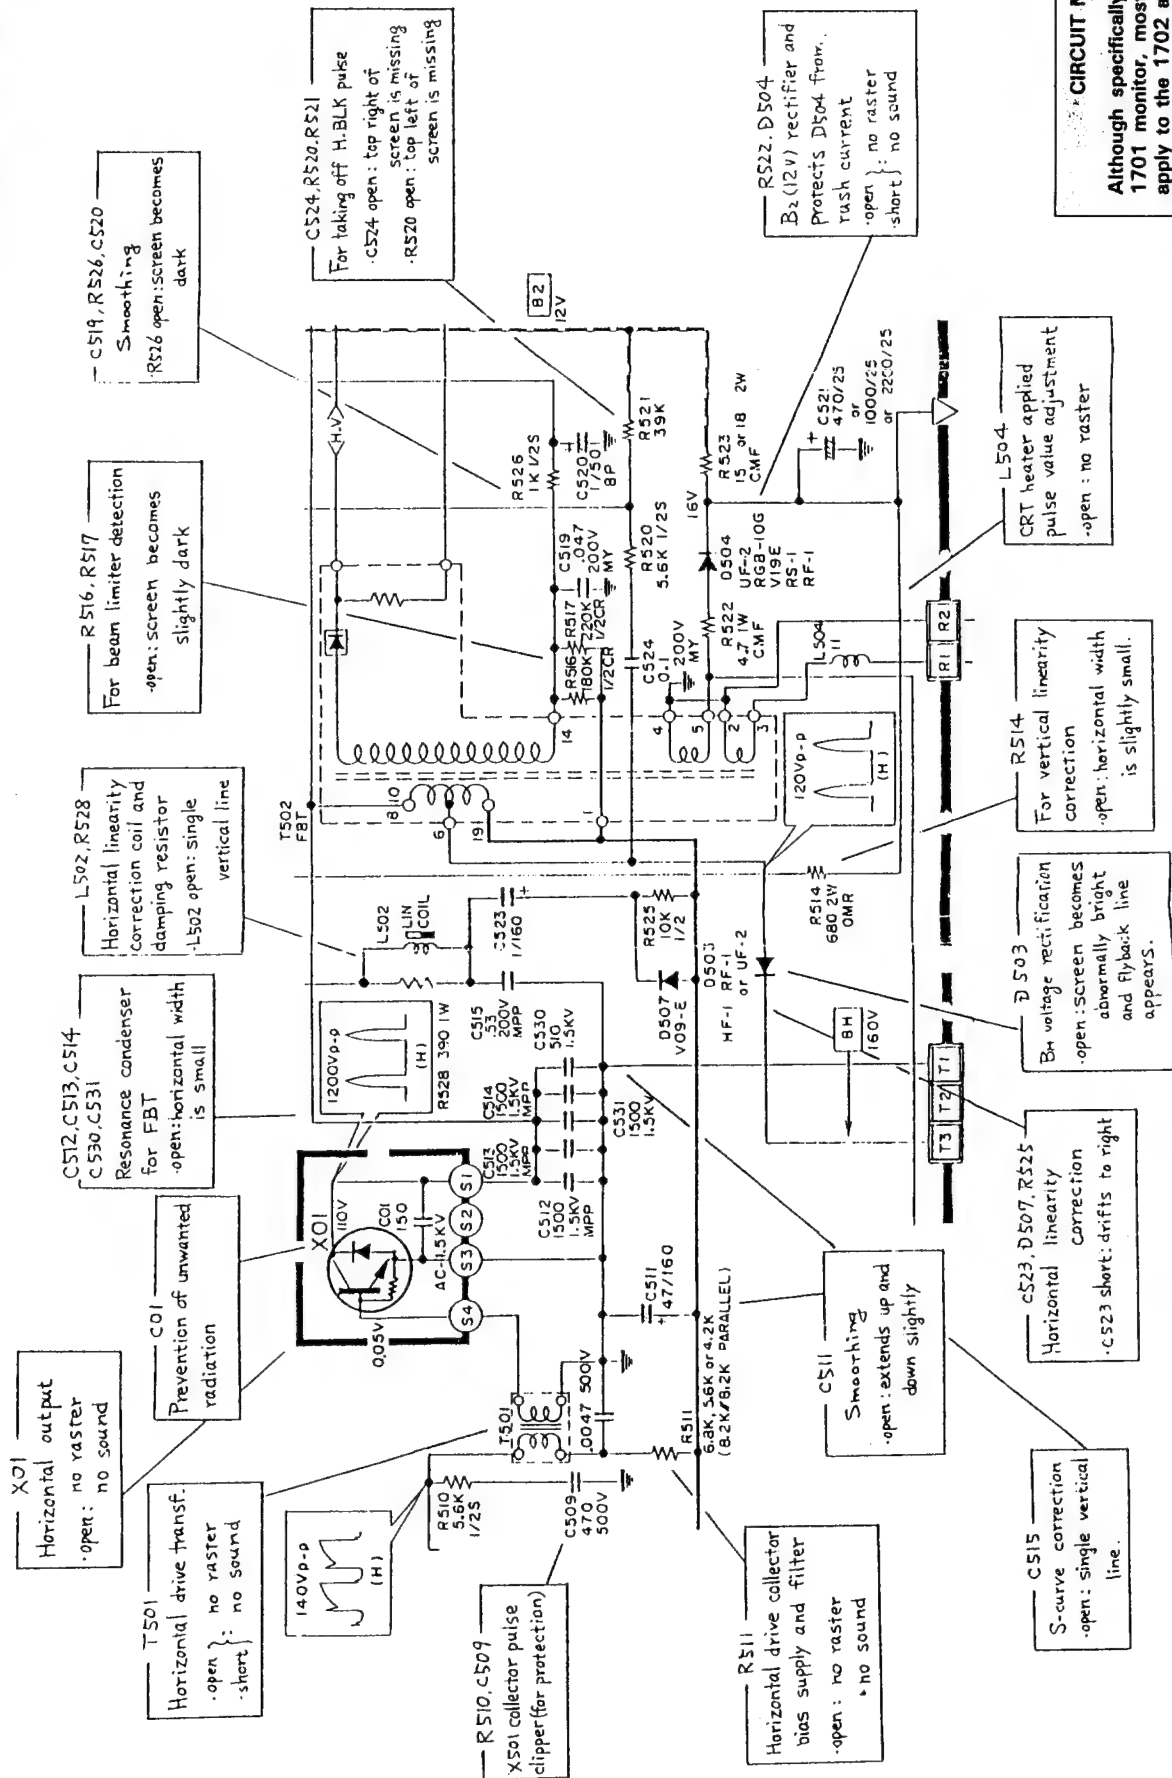 X01
Horizontal output
·open: no raster
no sound
C01
Prevention of unwanted
radiation
C512, C513, C514
C530, C531
Resonance condenser
for FBT
·open: horizontal width
is small
L502, R528
Horizontal linearity
correction coil and
damping resistor
·L502 open: single
vertical line
R516, R517
For beam limiter detection
·open: screen becomes
slightly dark
C519, R526, C520
Smoothing
·R526 open: screen becomes
dark
C524, R520, R521
For taking off H.BLK pulse
·C524 open: top right of
screen is missing
·R520 open: top left of
screen is missing
R522, D504
B2 (12V) rectifier and
Protects D504 from..
rush current
·open }: no raster
·short } no sound
CIRCUIT
Although specifically
1701 monitor, most
apply to the 1702 a
T501
Horizontal drive transf.
·open }: no raster
·short }: no sound
R510, C509
X501 collector pulse
clipper (for protection)
R511
Horizontal drive collector
bias supply and filter
·open: no raster
·no sound
C515
S-curve correction
·open: single vertical
line.
C511
Smoothing
·open: extends up and
down slightly
C523, D507, R525
Horizontal linearity
correction
·C523 short: drifts to right
D503
BH voltage rectification
·open: screen becomes
abnormally bright
and flyback line
appears.
R514
For vertical linearity
correction
·open: horizontal width
is slightly small.
L504
CRT heater applied
pulse value adjustment
·open: no raster
140Vp-p
(H)
R510
5.6K
1/2S
C509
470
500V
T501
.0047 500V
R511
6.8K, 5.6K or 4.2K
(8.2K//8.2K PARALLEL)
C511
47/160
X01
110V
0.05V
C01
150
AC-1.5KV
S4
S3
S2
S1
1200Vp-p
(H)
R528 390 1W
C512
1500
1.5KV
MPP
C513
1500
1.5KV
MPP
C514
1500
1.5KV
MPP
C530
510
1.5KV
C531
1500
1.5KV
C515
.53
200V
MPP
L502
LIN
COIL
C523
1/160
R525
10K
1/2
D507
V09-E
D503
RF-1
HF-1 or UF-2
BH
160V
T3
T2
T1
R514
680 2W
OMR
120Vp-p
(H)
T502
FBT
8
10
6
19
1
14
4
5
2
3
H.V
R516
180K
1/2CR
R517
220K
1/2CR
C519
.047
200V
MY
R526
1K 1/2S
C520
1/50
BP
R520
5.6K 1/2S
R521
39K
C524
0.1
200V
MY
R522
4.7 1W
CMF
D504
UF-2
RGB-10G
V19E
RS-1
RF-1
16V
R523
15 or 18 2W
CMF
C521
470/25
or
1000/25
or 2200/25
B2
12V
L504
11
R1
R2